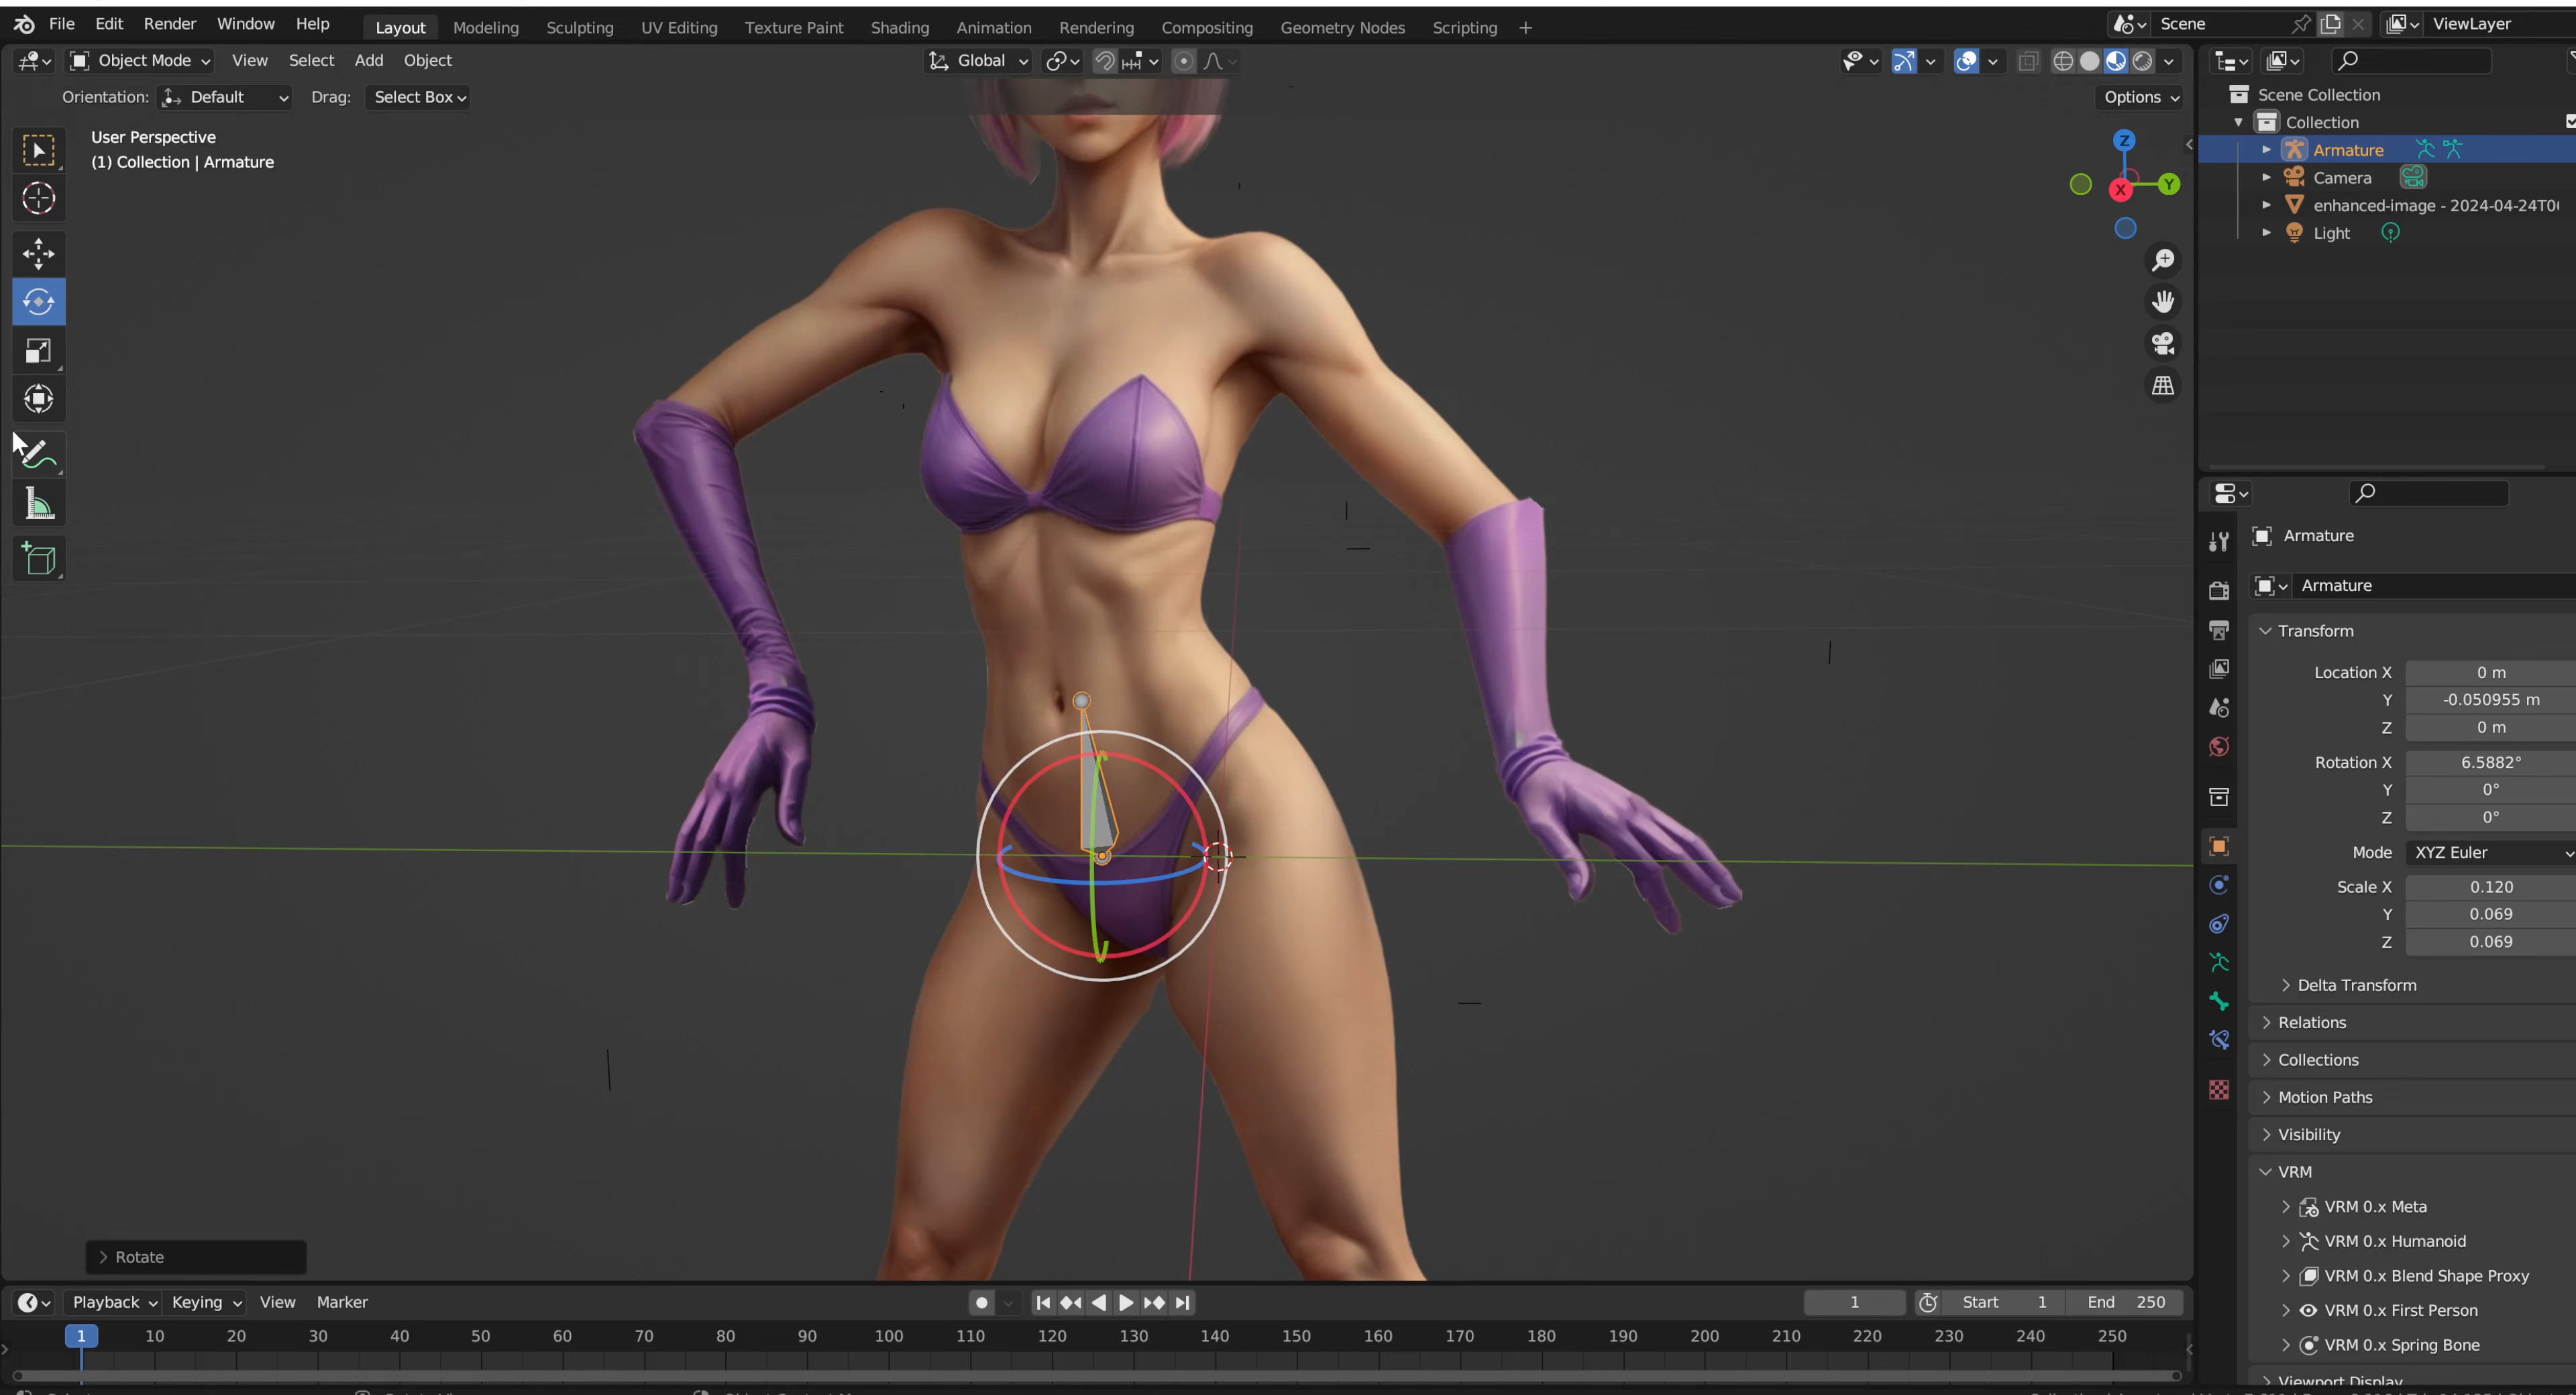 File Edit Render Window Help Layout Modeling Sculpting UV Editing Texture Paint Shading Animation Rendering Compositing Geometry Nodes Scripting + Scene ViewLayer
Object Mode View Select Add Object Global
Orientation: Default Drag: Select Box Options
User Perspective
(1) Collection | Armature
Z
Y
X
Scene Collection
Collection
Armature
Camera
enhanced-image - 2024-04-24T0
Light
Armature
Armature
Transform
Location X 0 m
Y -0.050955 m
Z 0 m
Rotation X 6.5882°
Y 0°
Z 0°
Mode XYZ Euler
Scale X 0.120
Y 0.069
Z 0.069
Delta Transform
Relations
Collections
Motion Paths
Visibility
VRM
VRM 0.x Meta
VRM 0.x Humanoid
VRM 0.x Blend Shape Proxy
VRM 0.x First Person
VRM 0.x Spring Bone
Viewport Display
Rotate
Playback Keying View Marker 1 Start 1 End 250
1 10 20 30 40 50 60 70 80 90 100 110 120 130 140 150 160 170 180 190 200 210 220 230 240 250